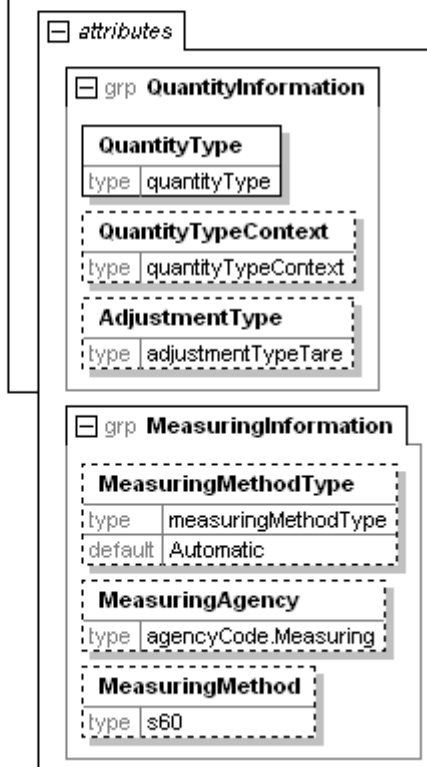 attributes
grp QuantityInformation
QuantityType
type quantityType
QuantityTypeContext
type quantityTypeContext
AdjustmentType
type adjustmentTypeTare
grp MeasuringInformation
MeasuringMethodType
type measuringMethodType
default Automatic
MeasuringAgency
type agencyCode.Measuring
MeasuringMethod
type s60